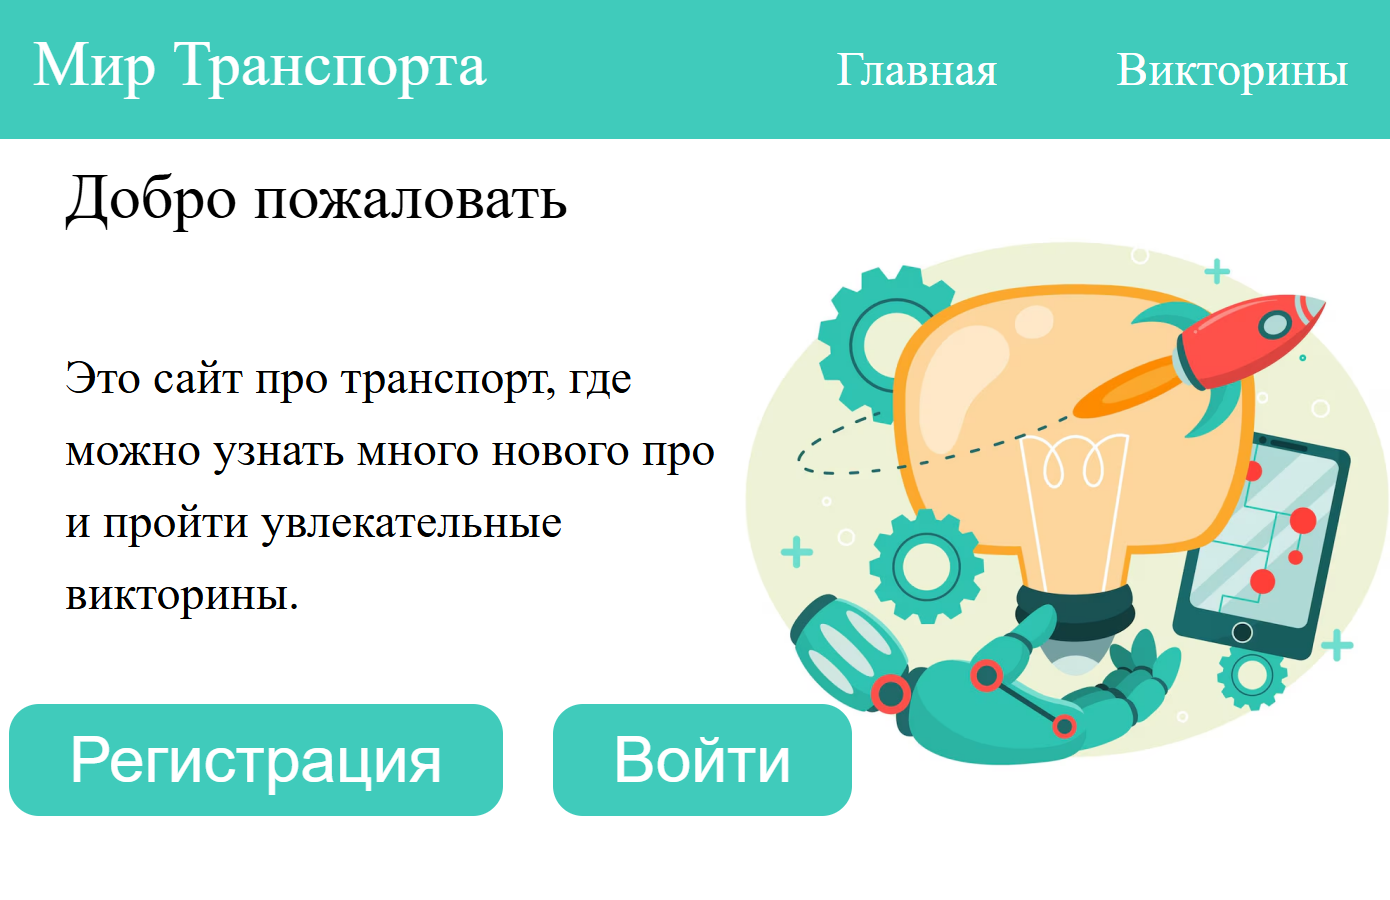 Мир Транспорта
Главная
Викторины
Добро пожаловать
Это сайт про транспорт, где
можно узнать много нового про
и пройти увлекательные
викторины.
Регистрация
Войти